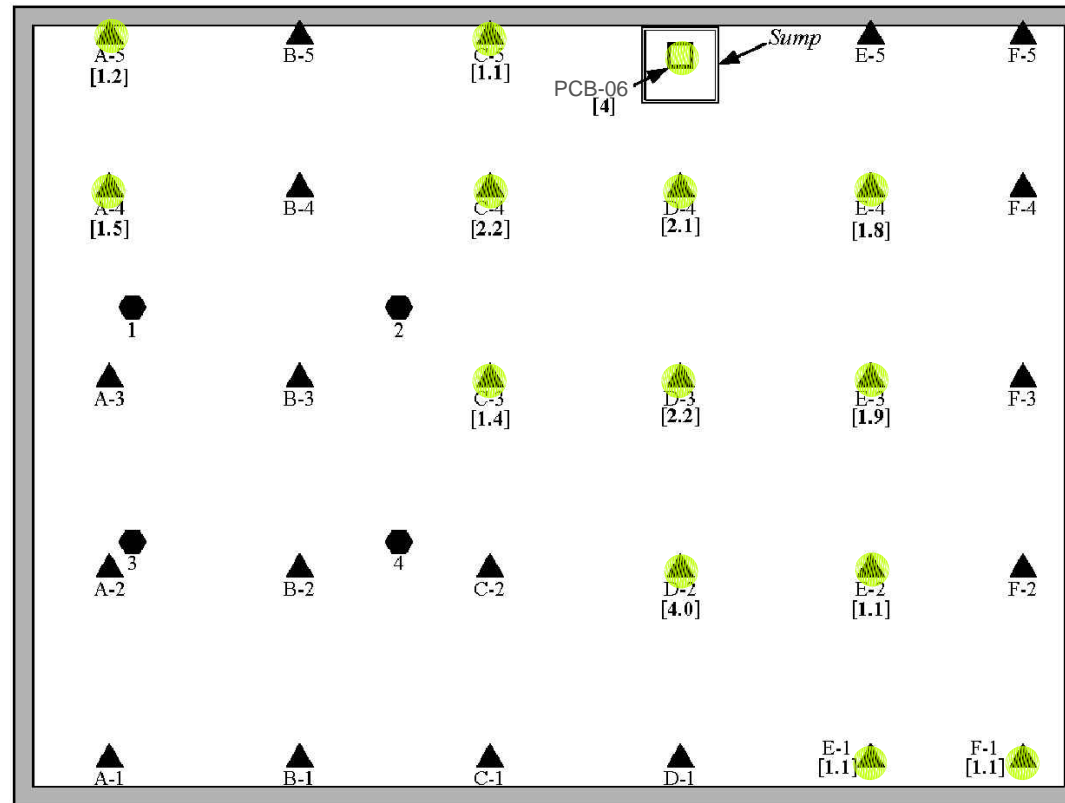 Sump
A-5 B-5 C-5 E-5 F-5
[1.2] [1.1]
PCB-06
[4]
A-4 B-4 C-4 D-4 E-4 F-4
[1.5] [2.2] [2.1] [1.8]
1 2
A-3 B-3 C-3 D-3 E-3 F-3
[1.4] [2.2] [1.9]
3 4
A-2 B-2 C-2 D-2 E-2 F-2
[4.0] [1.1]
E-1 F-1
[1.1] [1.1]
A-1 B-1 C-1 D-1